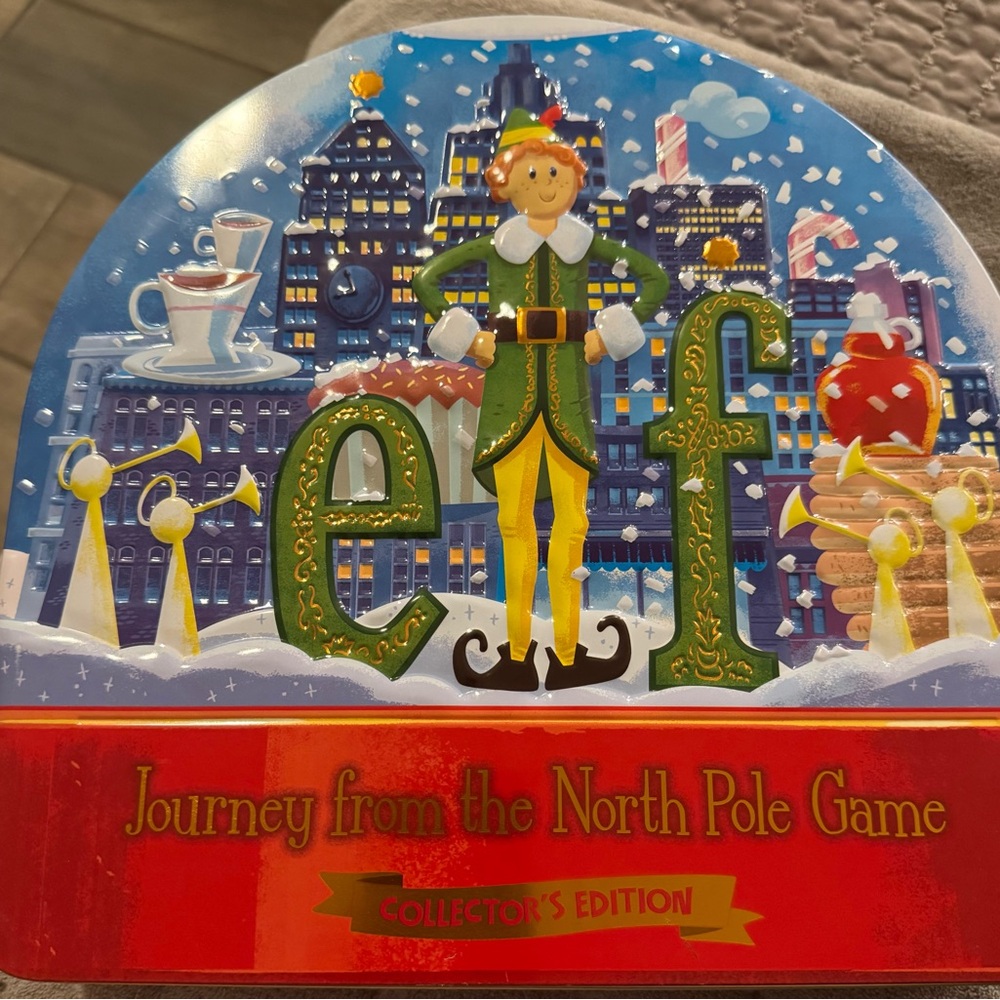 elf
Journey from the North Pole Game
COLLECTOR'S EDITION